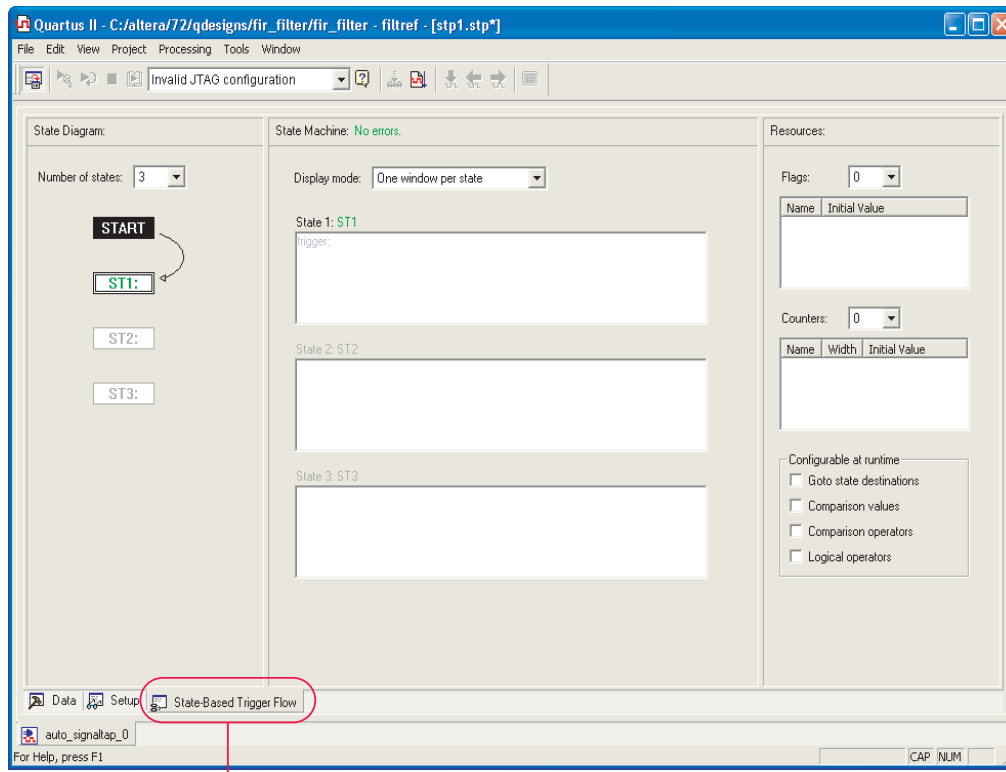 Quartus II - C:/altera/72/qdesigns/fir_filter/fir_filter - filtref - [stp1.stp*]
File Edit View Project Processing Tools Window
Invalid JTAG configuration
State Diagram:
Number of states: 3
START
ST1:
ST2:
ST3:
State Machine: No errors.
Display mode: One window per state
State 1: ST1
trigger;
State 2: ST2
State 3: ST3
Resources:
Flags: 0
Name Initial Value
Counters: 0
Name Width Initial Value
Configurable at runtime
Goto state destinations
Comparison values
Comparison operators
Logical operators
Data Setup State-Based Trigger Flow
auto_signaltap_0
For Help, press F1
CAP NUM